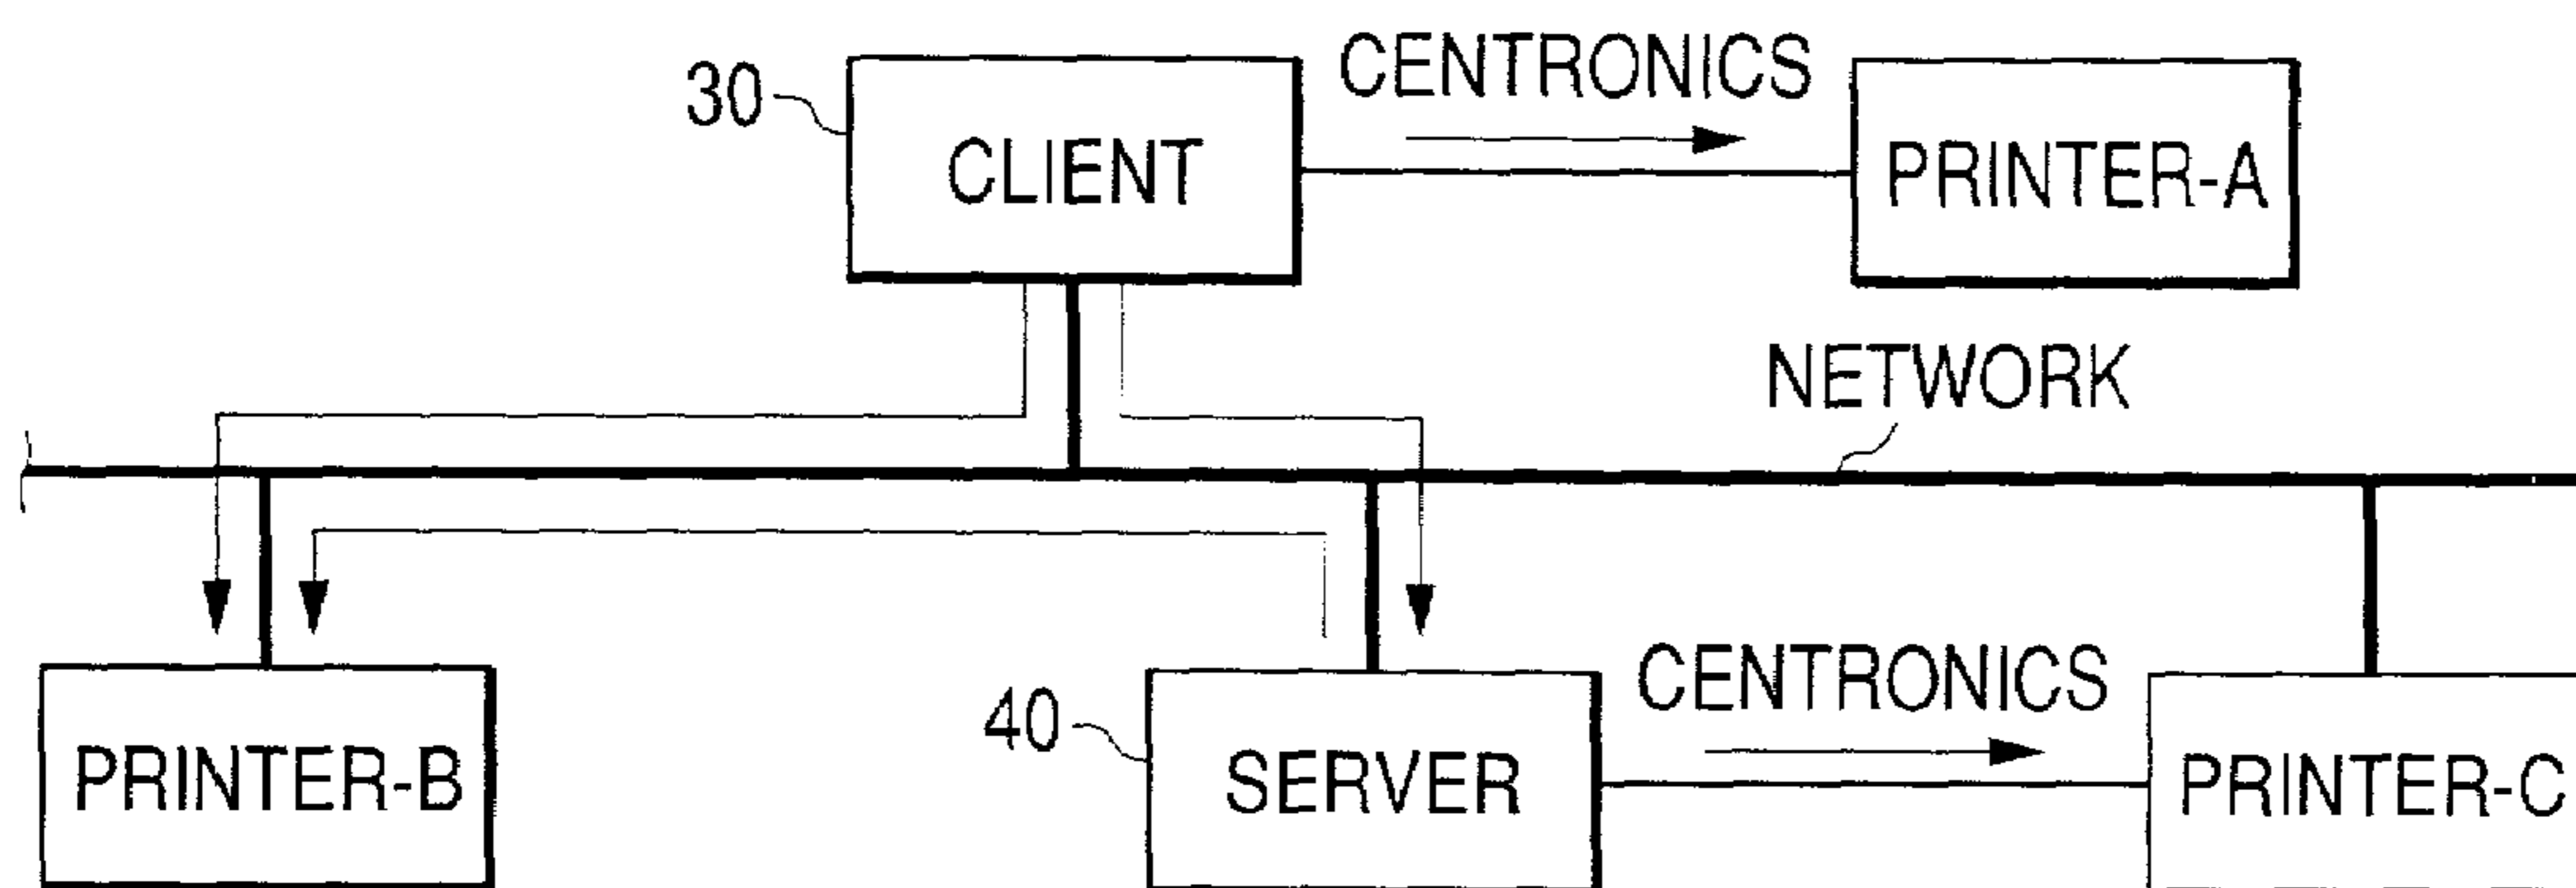 30
CLIENT
CENTRONICS
PRINTER-A
NETWORK
PRINTER-B
40
SERVER
CENTRONICS
PRINTER-C